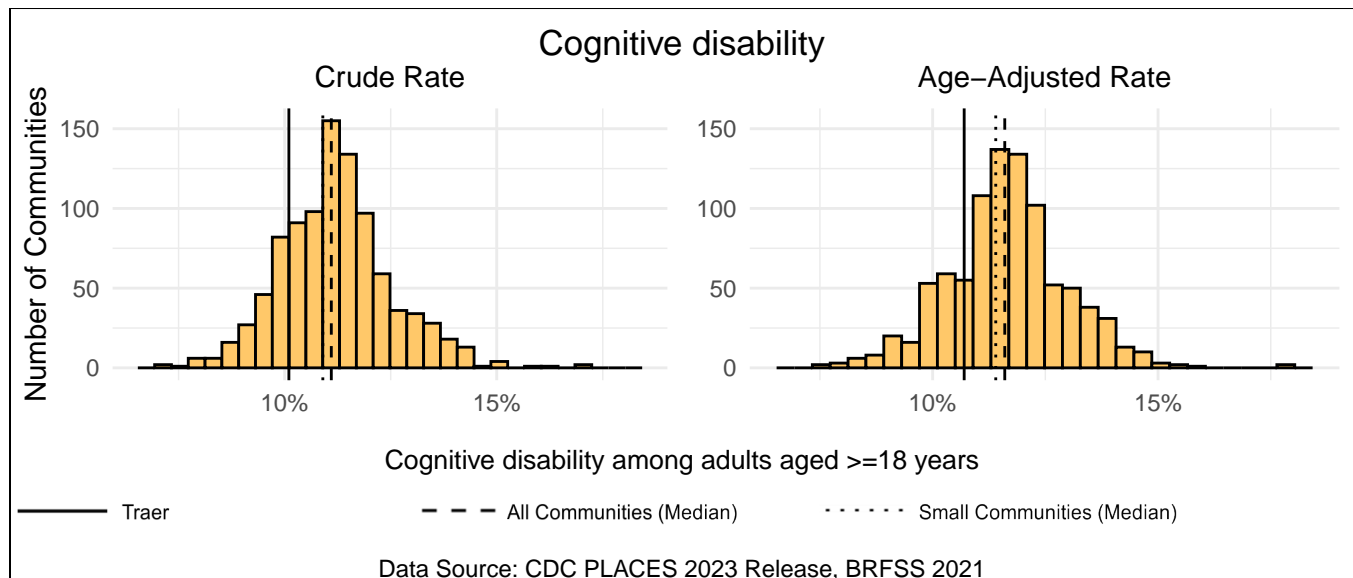 Cognitive disability
Crude Rate
Age−Adjusted Rate
Number of Communities
150
100
50
0
10%
15%
150
100
50
0
10%
15%
Cognitive disability among adults aged >=18 years
Traer
All Communities (Median)
Small Communities (Median)
Data Source: CDC PLACES 2023 Release, BRFSS 2021